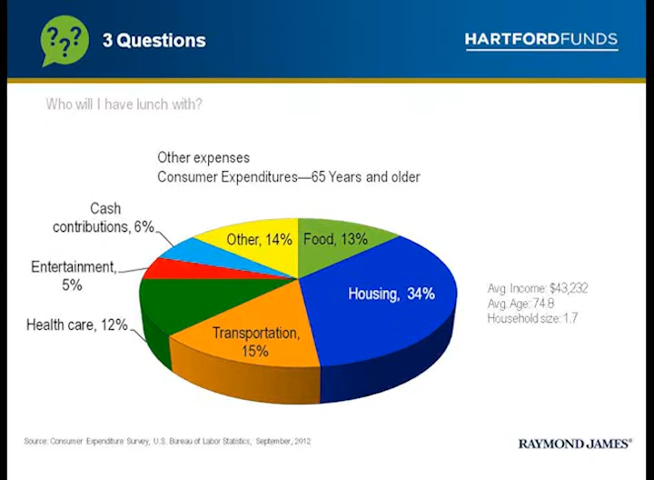 ???
3 Questions
HARTFORDFUNDS
Who will I have lunch with?
Other expenses
Consumer Expenditures—65 Years and older
Cash
contributions, 6%
Other, 14%
Food, 13%
Entertainment,
5%
Housing, 34%
Avg. Income: $43,232
Avg. Age: 74.8
Household size: 1.7
Health care, 12%
Transportation,
15%
Source: Consumer Expenditure Survey, U.S. Bureau of Labor Statistics, September, 2012
RAYMOND JAMES®